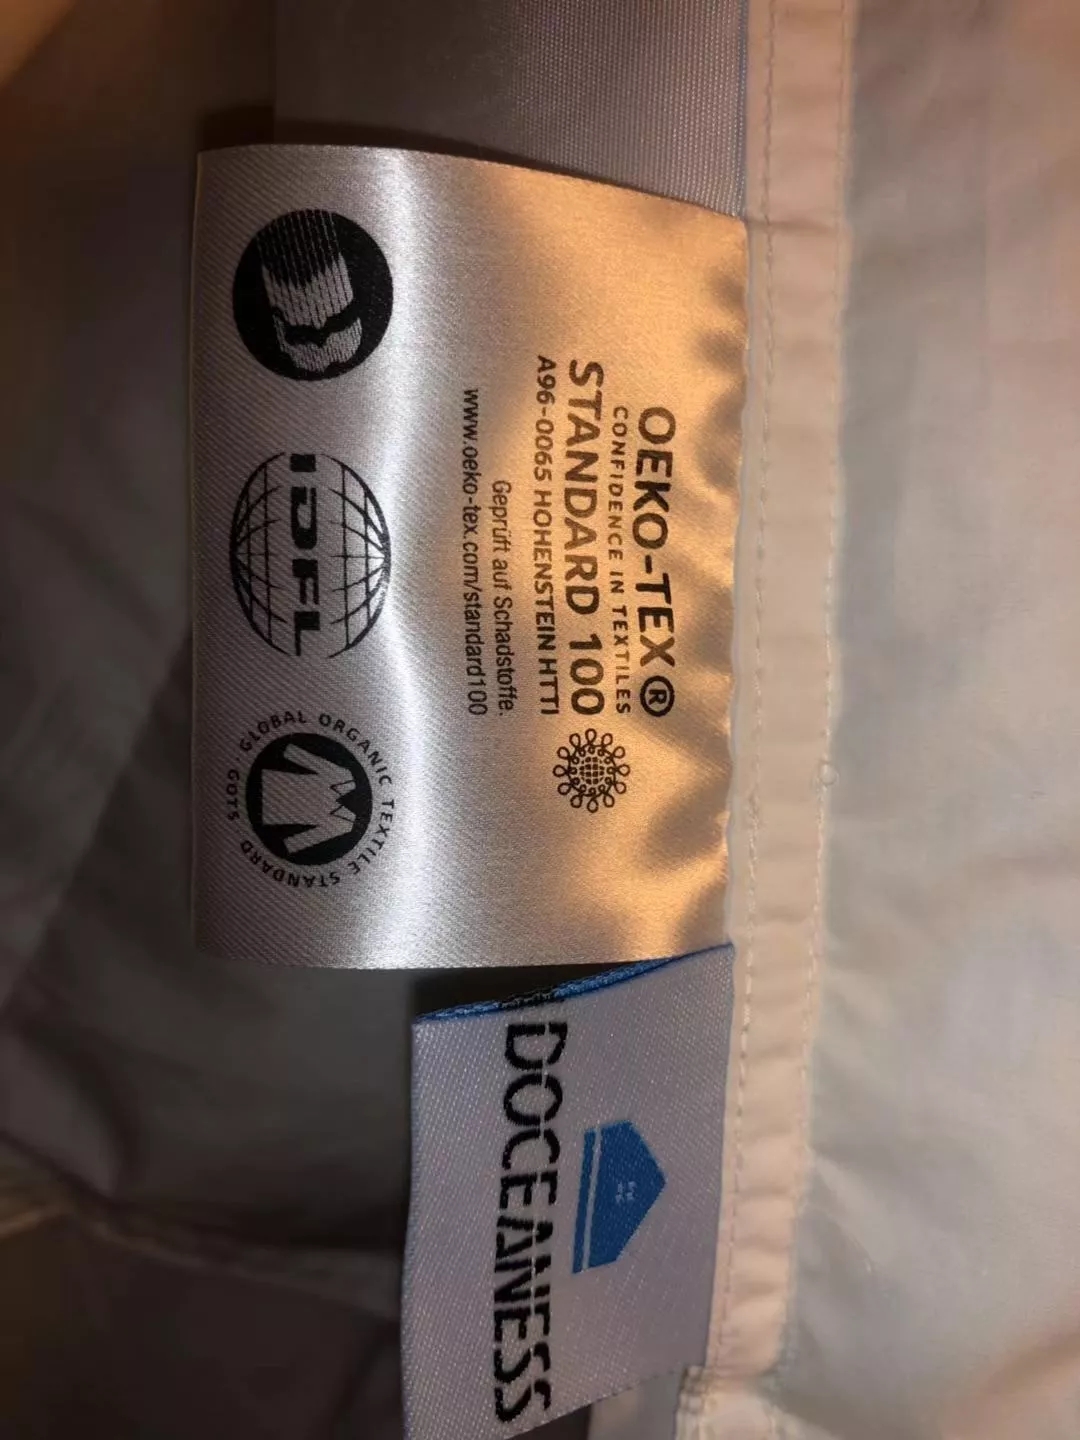 OEKO-TEX®
CONFIDENCE IN TEXTILES
STANDARD 100
A96-0065 HOHENSTEIN HTTI
Geprüft auf Schadstoffe.
www.oeko-tex.com/standard100
IDFL
GLOBAL ORGANIC TEXTILE STANDARD · GOTS ·
DOCEANESS